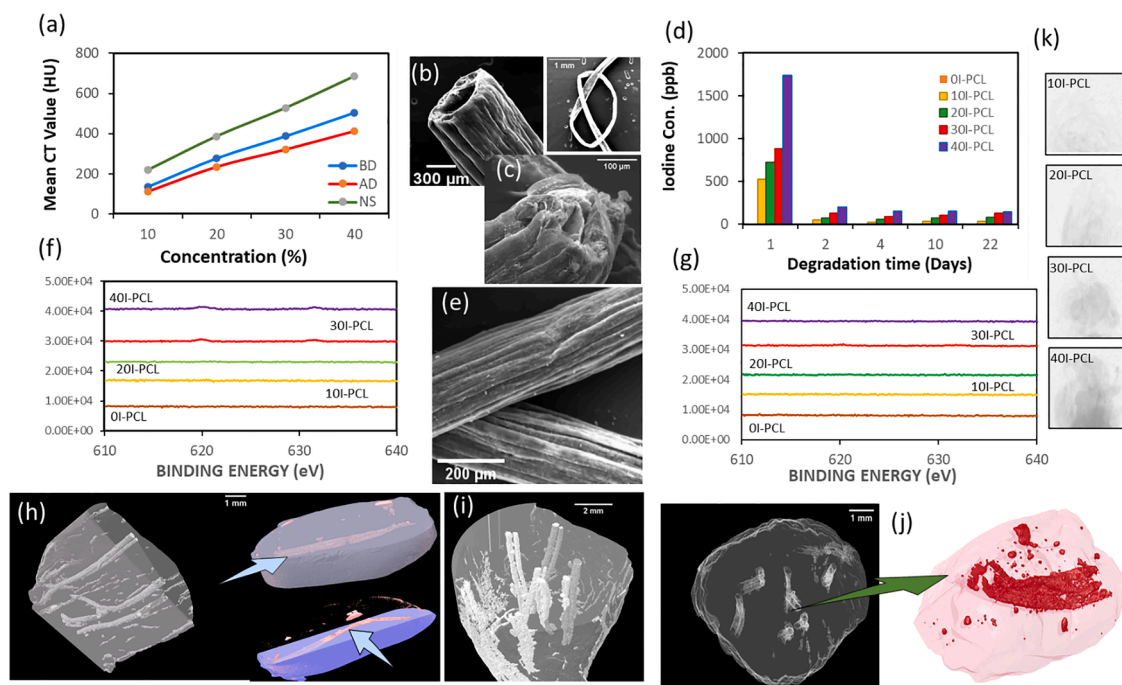 (a)
Mean CT Value (HU)
800
600
400
200
0
10 20 30 40
Concentration (%)
BD
AD
NS
(b)
300 µm
1 mm
(c)
100 µm
(d)
Iodine Con. (ppb)
2000
1500
1000
500
0
1 2 4 10 22
Degradation time (Days)
0I-PCL
10I-PCL
20I-PCL
30I-PCL
40I-PCL
(k)
10I-PCL
20I-PCL
30I-PCL
40I-PCL
(f)
5.00E+04
4.00E+04
3.00E+04
2.00E+04
1.00E+04
0.00E+00
40I-PCL
30I-PCL
20I-PCL
10I-PCL
0I-PCL
610 620 630 640
BINDING ENERGY (eV)
(e)
200 µm
(g)
5.00E+04
4.00E+04
3.00E+04
2.00E+04
1.00E+04
0.00E+00
40I-PCL
30I-PCL
20I-PCL
10I-PCL
0I-PCL
610 620 630 640
BINDING ENERGY (eV)
(h)
1 mm
(i)
2 mm
1 mm
(j)